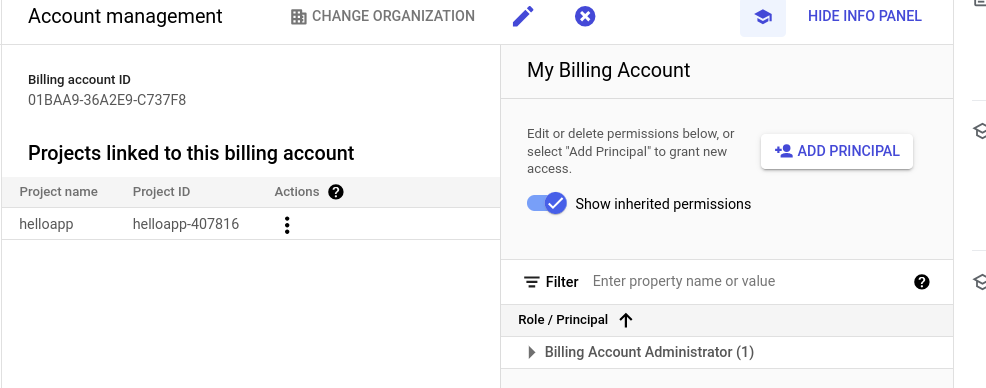 Account management
CHANGE ORGANIZATION
HIDE INFO PANEL
Billing account ID
01BAA9-36A2E9-C737F8
Projects linked to this billing account
Project name Project ID Actions ?
helloapp helloapp-407816
My Billing Account
Edit or delete permissions below, or
select "Add Principal" to grant new
access.
ADD PRINCIPAL
Show inherited permissions
Filter Enter property name or value ?
Role / Principal
Billing Account Administrator (1)